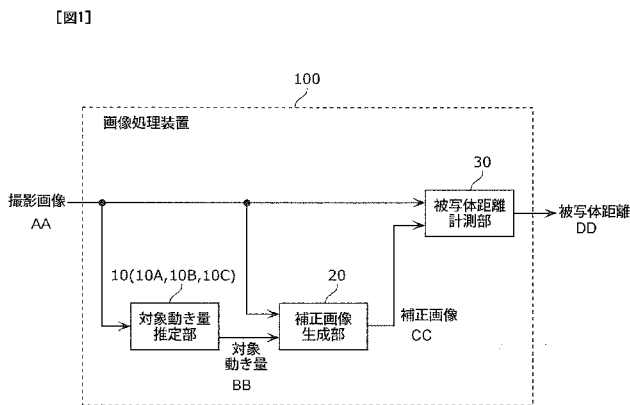 [図1]
100
画像処理装置
30
撮影画像
AA
被写体距離
計測部
被写体距離
DD
10(10A,10B,10C)
20
対象動き量
推定部
補正画像
生成部
補正画像
CC
対象
動き量
BB